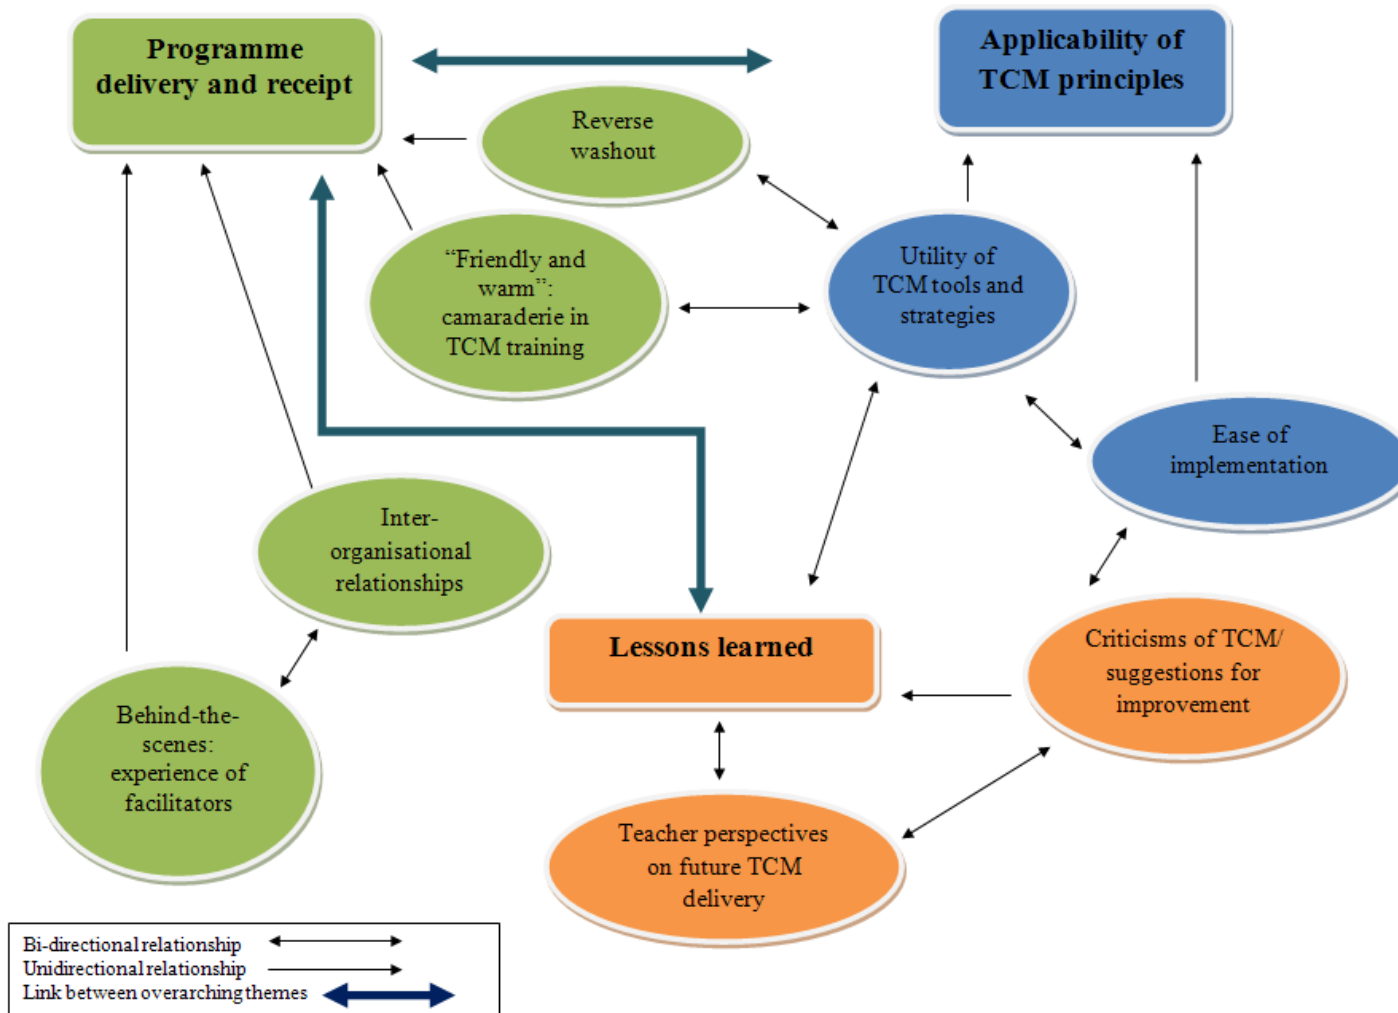 Programme
delivery and receipt
Applicability of
TCM principles
Reverse
washout
“Friendly and
warm”:
camaraderie in
TCM training
Utility of
TCM tools and
strategies
Ease of
implementation
Inter-
organisational
relationships
Lessons learned
Criticisms of TCM/
suggestions for
improvement
Behind-the-
scenes:
experience of
facilitators
Teacher perspectives
on future TCM
delivery
Bi-directional relationship
Unidirectional relationship
Link between overarching themes